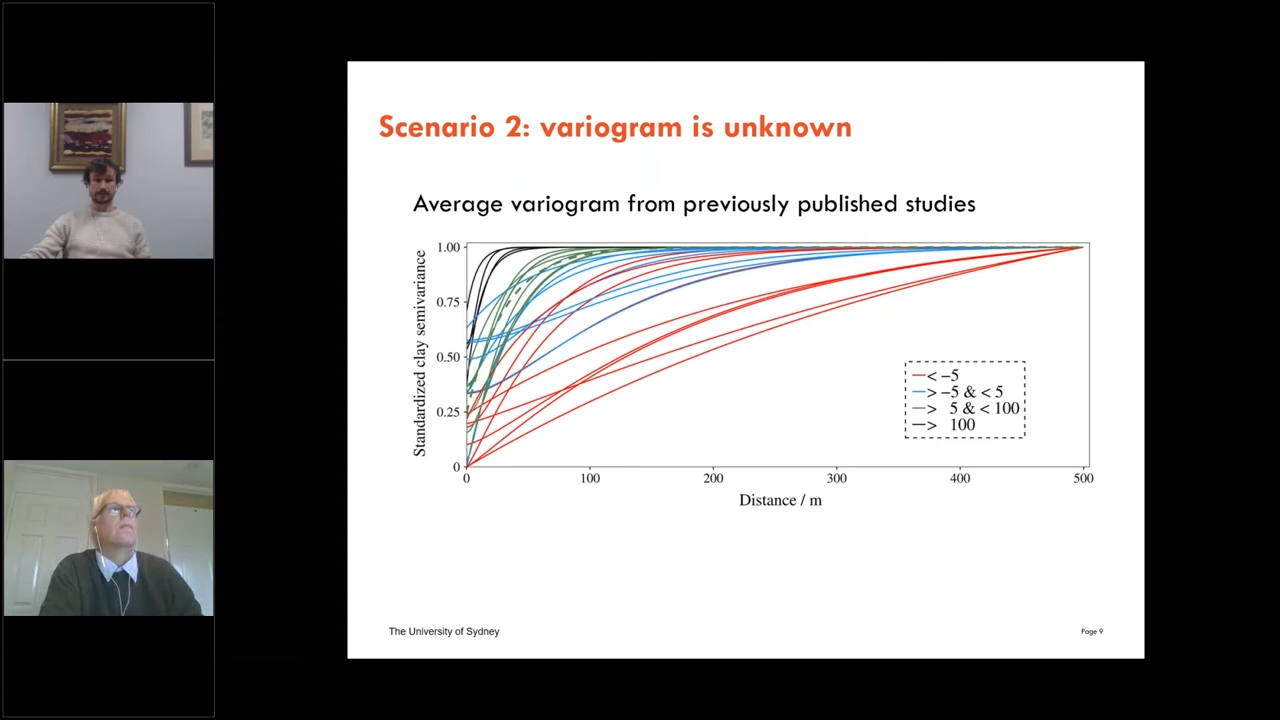 Scenario 2: variogram is unknown
Average variogram from previously published studies
Standardized clay semivariance
1.00
0.75
0.50
0.25
0
0 100 200 300 400 500
Distance / m
< −5
> −5 & < 5
> 5 & < 100
> 100
The University of Sydney
Page 9